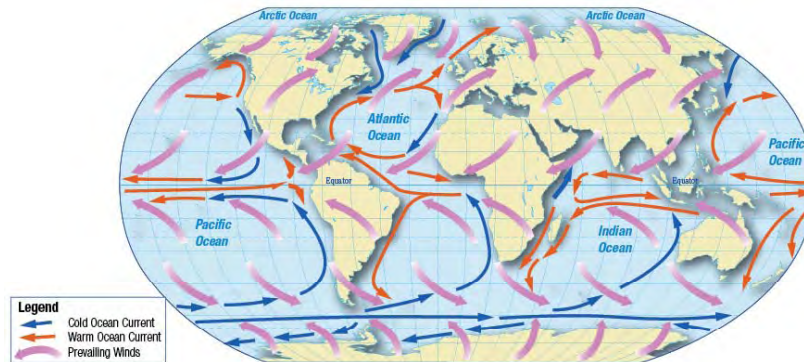 Arctic Ocean
Arctic Ocean
Atlantic
Ocean
Pacific
Ocean
Equator
Equator
Pacific
Ocean
Indian
Ocean
Legend
Cold Ocean Current
Warm Ocean Current
Prevailing Winds